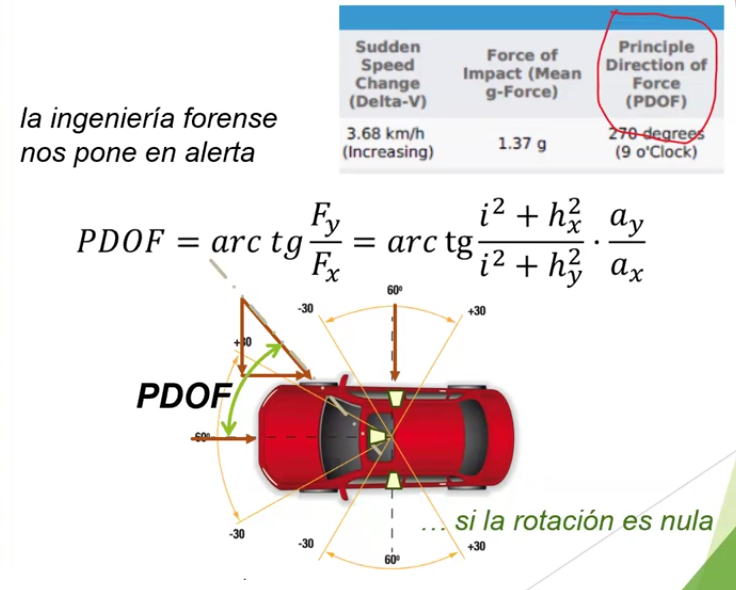 Sudden
Speed
Change
(Delta-V)
Force of
Impact (Mean
g-Force)
Principle
Direction of
Force
(PDOF)
3.68 km/h
(Increasing)
1.37 g
270 degrees
(9 o'Clock)
la ingeniería forense
nos pone en alerta
PDOF = arc tg F_y/F_x = arc tg (i² + h_x²)/(i² + h_y²) · a_y/a_x
60º
-30
+30
+30
PDOF
60º
-30
-30
+30
60º
… si la rotación es nula